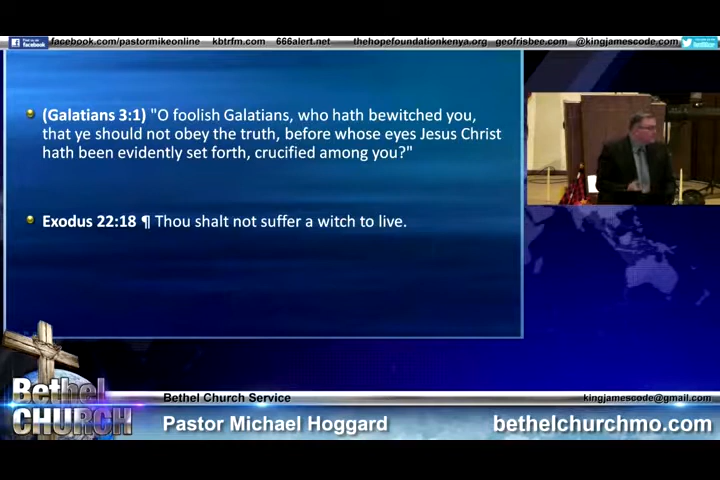 facebook.com/pastormikeonline kbtrfm.com 666alert.net thehopefoundationkenya.org geofrisbee.com @kingjamescode.com
facebook
(Galatians 3:1) "O foolish Galatians, who hath bewitched you,
that ye should not obey the truth, before whose eyes Jesus Christ
hath been evidently set forth, crucified among you?"
Exodus 22:18 ¶ Thou shalt not suffer a witch to live.
Bethel
CHURCH
Bethel Church Service
kingjamescode@gmail.com
Pastor Michael Hoggard
bethelchurchmo.com